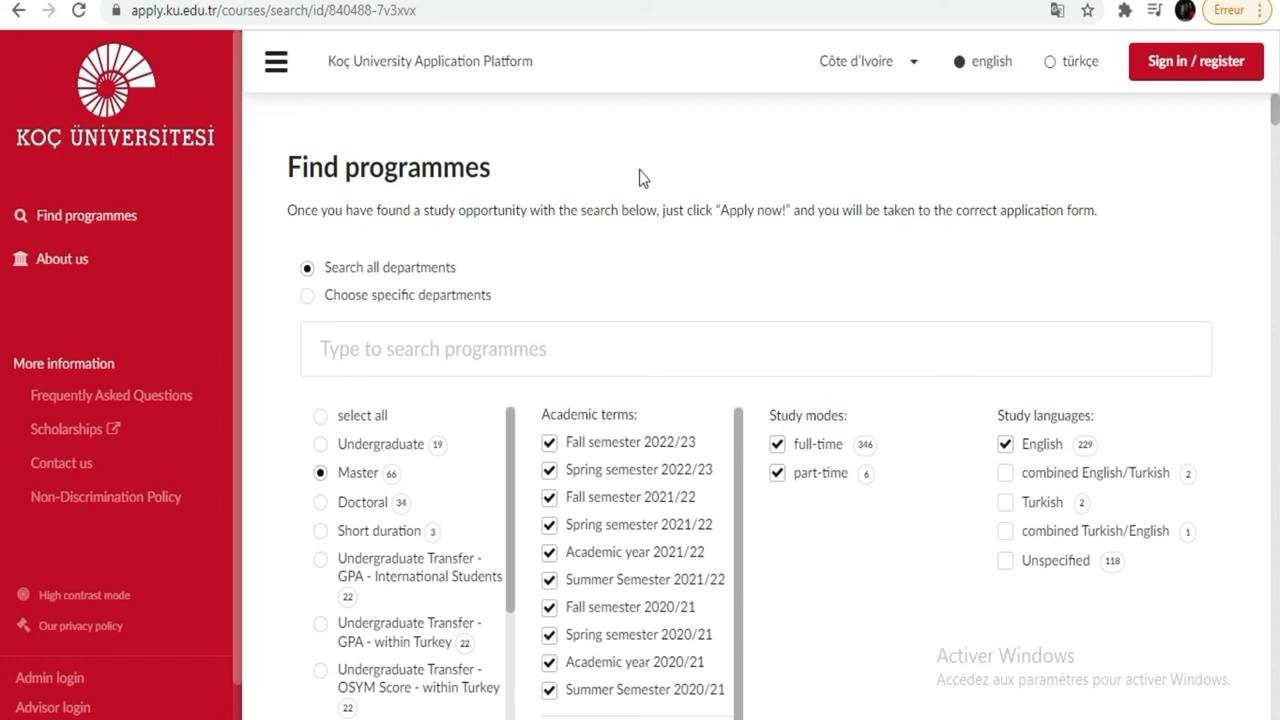 apply.ku.edu.tr/courses/search/id/840488-7v3xvx
Erreur
KOÇ ÜNİVERSİTESİ
Find programmes
About us
More information
Frequently Asked Questions
Scholarships
Contact us
Non-Discrimination Policy
High contrast mode
Our privacy policy
Admin login
Advisor login
Koç University Application Platform
Côte d’Ivoire
english
türkçe
Sign in / register
Find programmes
Once you have found a study opportunity with the search below, just click “Apply now!” and you will be taken to the correct application form.
Search all departments
Choose specific departments
Type to search programmes
select all
Undergraduate 19
Master 66
Doctoral 34
Short duration 3
Undergraduate Transfer -
GPA - International Students
22
Undergraduate Transfer -
GPA - within Turkey 22
Undergraduate Transfer -
OSYM Score - within Turkey
22
Academic terms:
Fall semester 2022/23
Spring semester 2022/23
Fall semester 2021/22
Spring semester 2021/22
Academic year 2021/22
Summer Semester 2021/22
Fall semester 2020/21
Spring semester 2020/21
Academic year 2020/21
Summer Semester 2020/21
Study modes:
full-time 346
part-time 6
Study languages:
English 229
combined English/Turkish 2
Turkish 2
combined Turkish/English 1
Unspecified 118
Activer Windows
Accédez aux paramètres pour activer Windows.